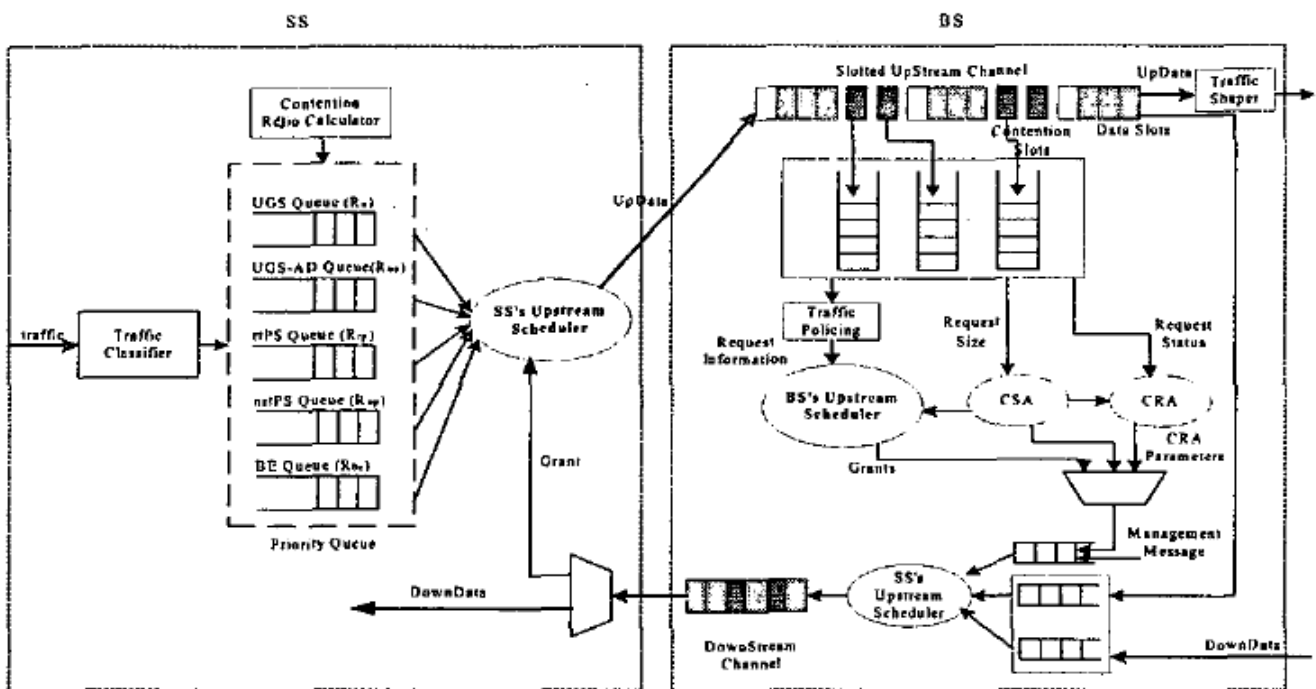 SS
BS
Contention
Ratio Calculator
UGS Queue (Ru)
UGS-AD Queue(Rua)
rtPS Queue (Rrp)
nrtPS Queue (Rnp)
BE Queue (Rbe)
Priority Queue
traffic
Traffic
Classifier
SS's Upstream
Scheduler
UpData
Grant
DownData
Slotted UpStream Channel
UpData
Traffic
Shaper
Contention
Slots
Data Slots
Traffic
Policing
Request
Information
Request
Size
Request
Status
BS's Upstream
Scheduler
CSA
CRA
CRA
Parameters
Grants
Management
Message
SS's
Upstream
Scheduler
DownStream
Channel
DownData